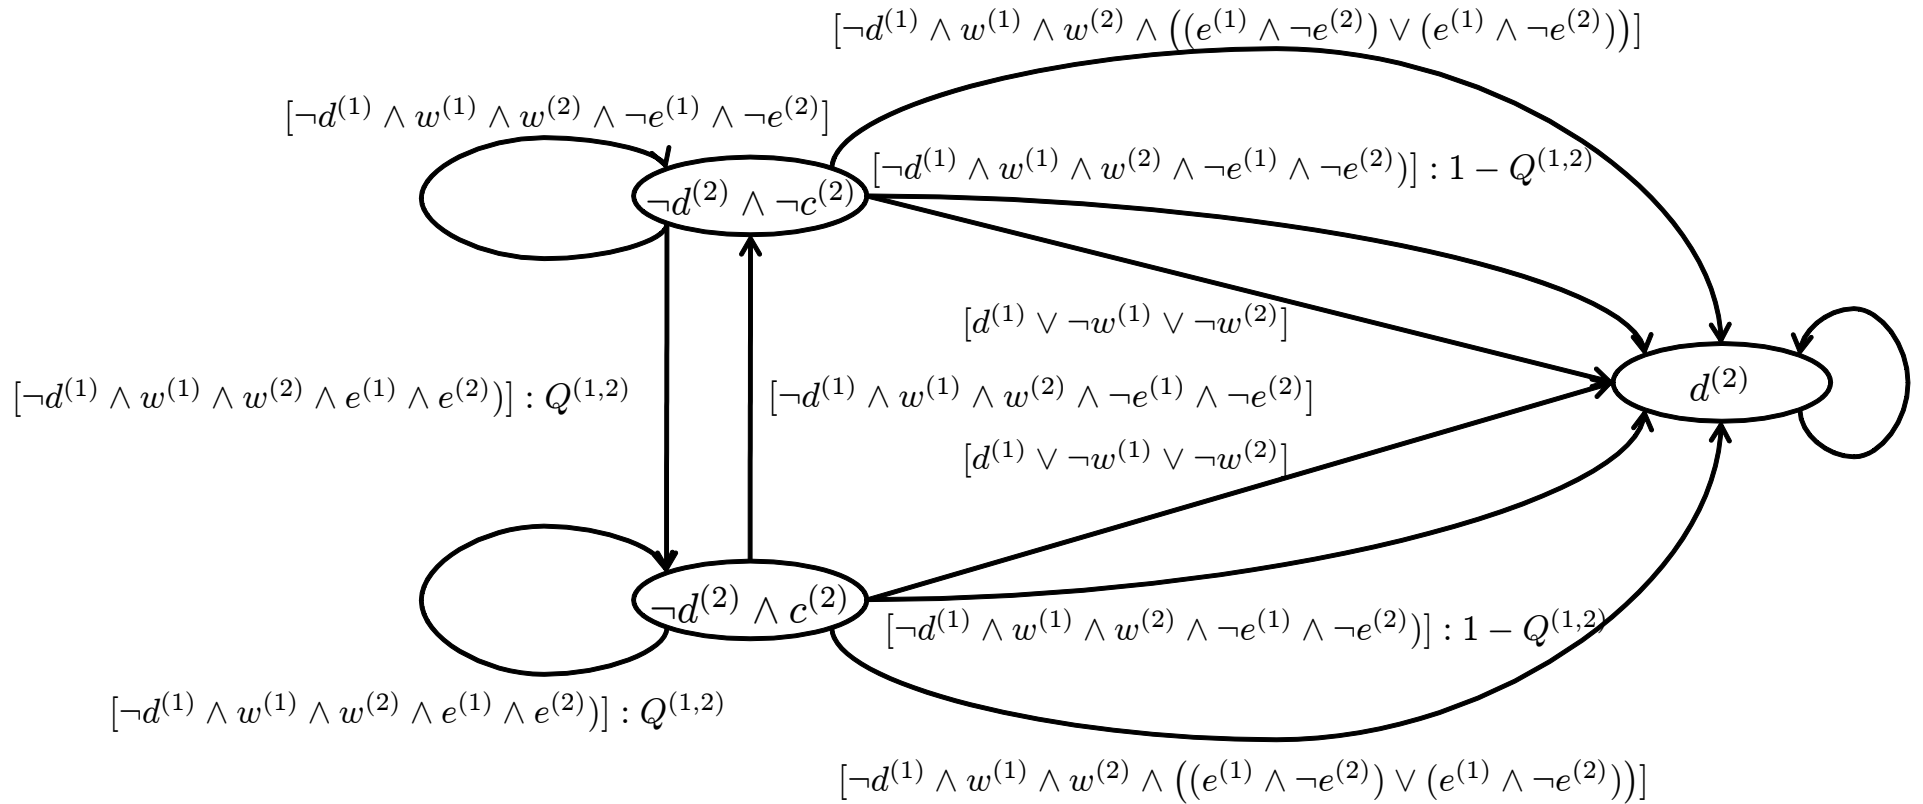 [¬d⁽¹⁾ ∧ w⁽¹⁾ ∧ w⁽²⁾ ∧ ((e⁽¹⁾ ∧ ¬e⁽²⁾) ∨ (e⁽¹⁾ ∧ ¬e⁽²⁾))]
[¬d⁽¹⁾ ∧ w⁽¹⁾ ∧ w⁽²⁾ ∧ ¬e⁽¹⁾ ∧ ¬e⁽²⁾]
[¬d⁽¹⁾ ∧ w⁽¹⁾ ∧ w⁽²⁾ ∧ ¬e⁽¹⁾ ∧ ¬e⁽²⁾)] : 1 − Q⁽¹,²⁾
¬d⁽²⁾ ∧ ¬c⁽²⁾
[d⁽¹⁾ ∨ ¬w⁽¹⁾ ∨ ¬w⁽²⁾]
d⁽²⁾
[¬d⁽¹⁾ ∧ w⁽¹⁾ ∧ w⁽²⁾ ∧ e⁽¹⁾ ∧ e⁽²⁾)] : Q⁽¹,²⁾
[¬d⁽¹⁾ ∧ w⁽¹⁾ ∧ w⁽²⁾ ∧ ¬e⁽¹⁾ ∧ ¬e⁽²⁾]
[d⁽¹⁾ ∨ ¬w⁽¹⁾ ∨ ¬w⁽²⁾]
¬d⁽²⁾ ∧ c⁽²⁾
[¬d⁽¹⁾ ∧ w⁽¹⁾ ∧ w⁽²⁾ ∧ ¬e⁽¹⁾ ∧ ¬e⁽²⁾)] : 1 − Q⁽¹,²⁾
[¬d⁽¹⁾ ∧ w⁽¹⁾ ∧ w⁽²⁾ ∧ e⁽¹⁾ ∧ e⁽²⁾)] : Q⁽¹,²⁾
[¬d⁽¹⁾ ∧ w⁽¹⁾ ∧ w⁽²⁾ ∧ ((e⁽¹⁾ ∧ ¬e⁽²⁾) ∨ (e⁽¹⁾ ∧ ¬e⁽²⁾))]